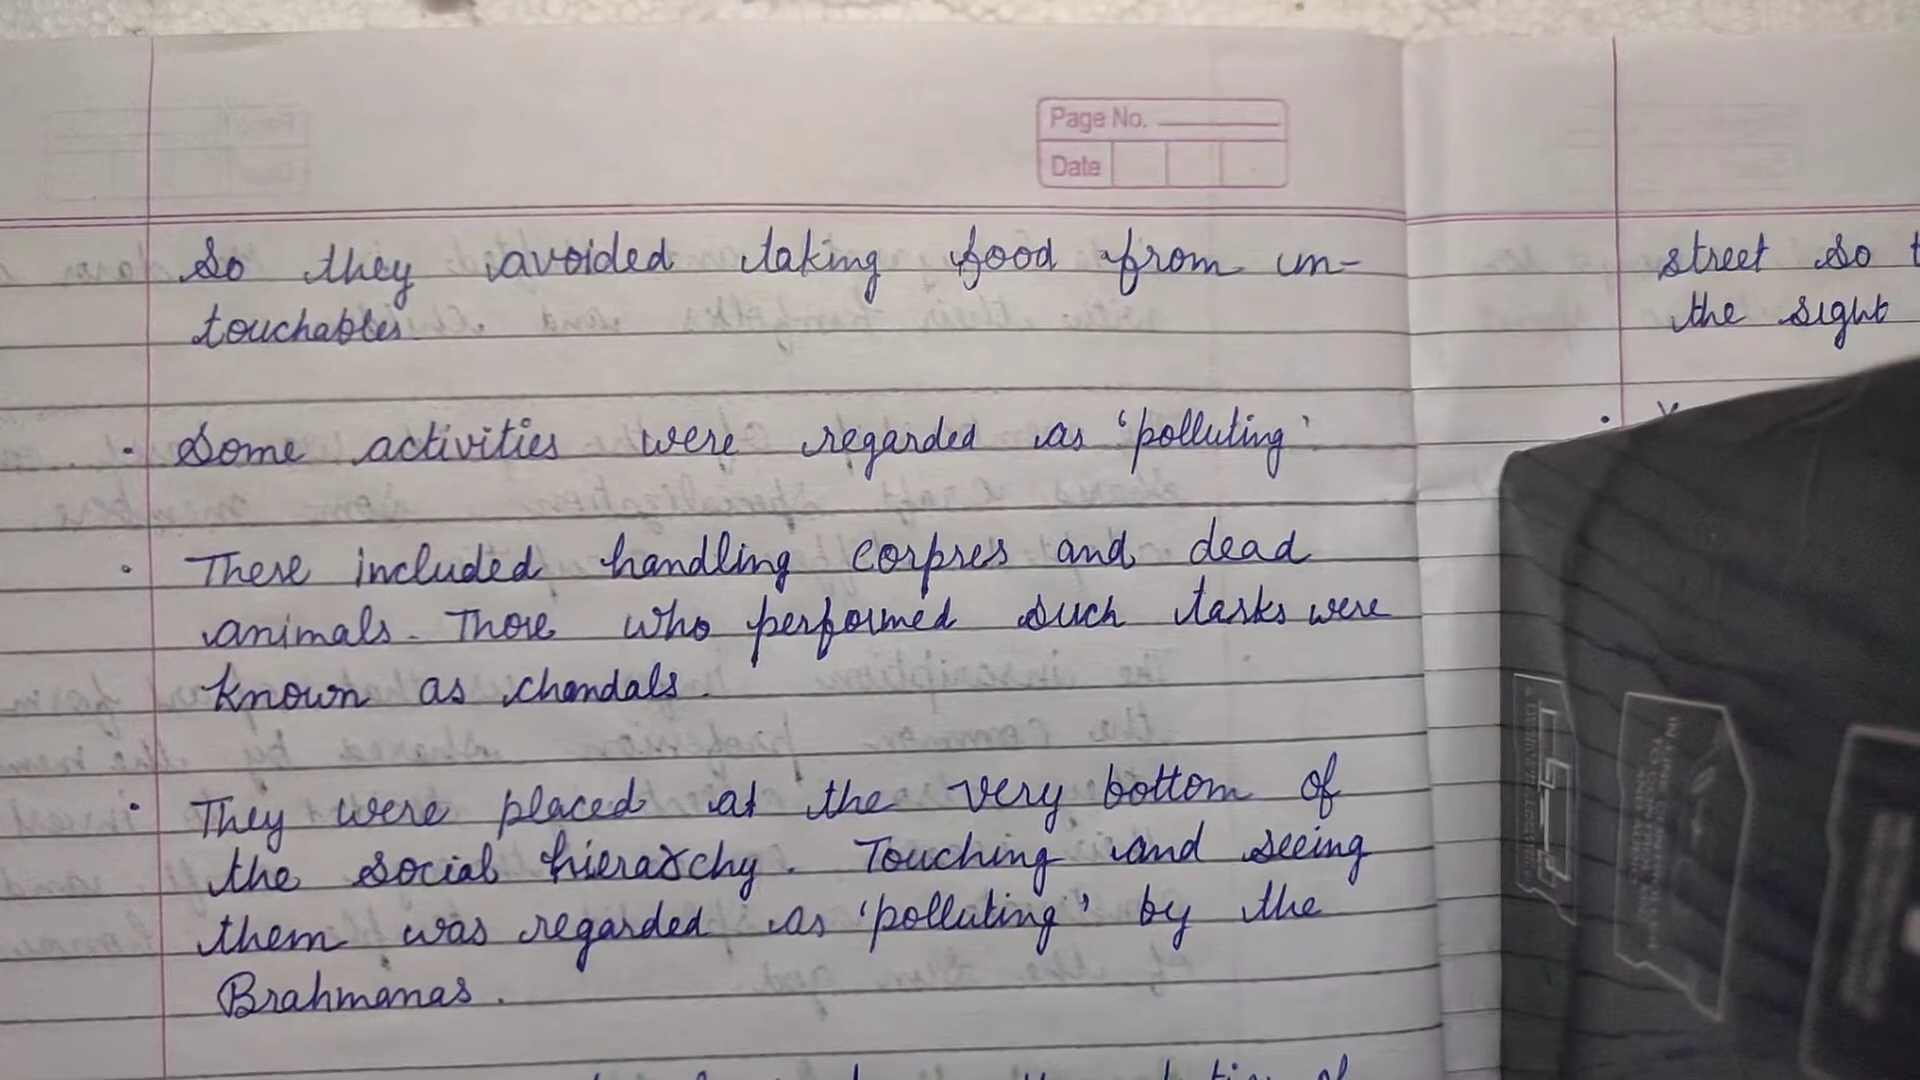 Page No.
Date
So they avoided taking food from un-
touchables
• Some activities were regarded as 'polluting'
• These included handling corpses and dead
animals. Those who performed such tasks were
known as chandals.
• They were placed at the very bottom of
the social hierarchy. Touching and seeing
them was regarded as 'polluting' by the
Brahmanas.
street so
the sight